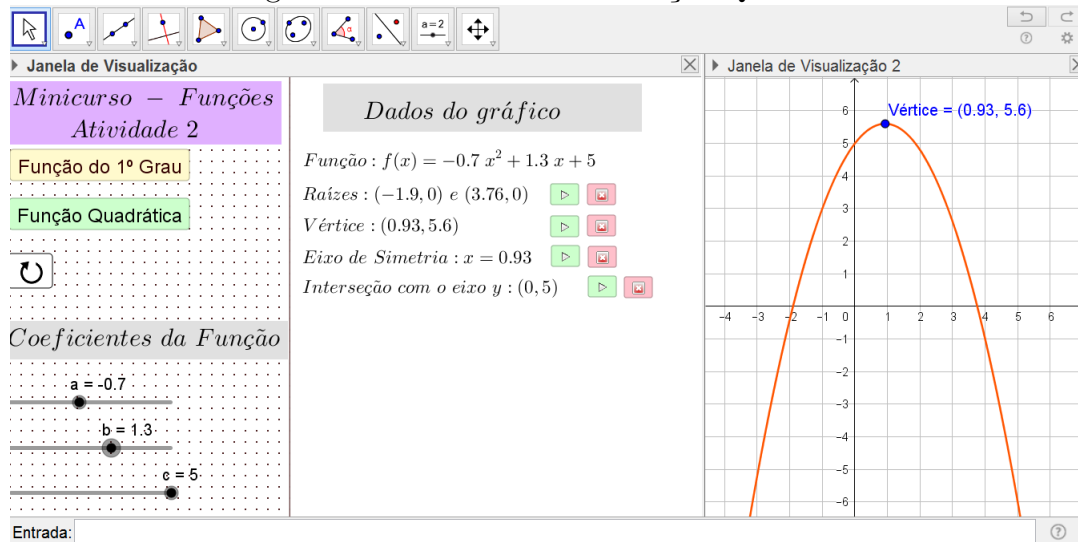 A
α
a=2
Janela de Visualização
Minicurso − Funções
Atividade 2
Função do 1º Grau
Função Quadrática
Coeficientes da Função
a = -0.7
b = 1.3
c = 5
Dados do gráfico
Função : f(x) = −0.7 x² + 1.3 x + 5
Raízes : (−1.9, 0) e (3.76, 0)
Vértice : (0.93, 5.6)
Eixo de Simetria : x = 0.93
Interseção com o eixo y : (0, 5)
Janela de Visualização 2
Vértice = (0.93, 5.6)
6
5
4
3
2
1
−4 −3 −2 −1 0 1 2 3 4 5 6
−1
−2
−3
−4
−5
−6
Entrada: